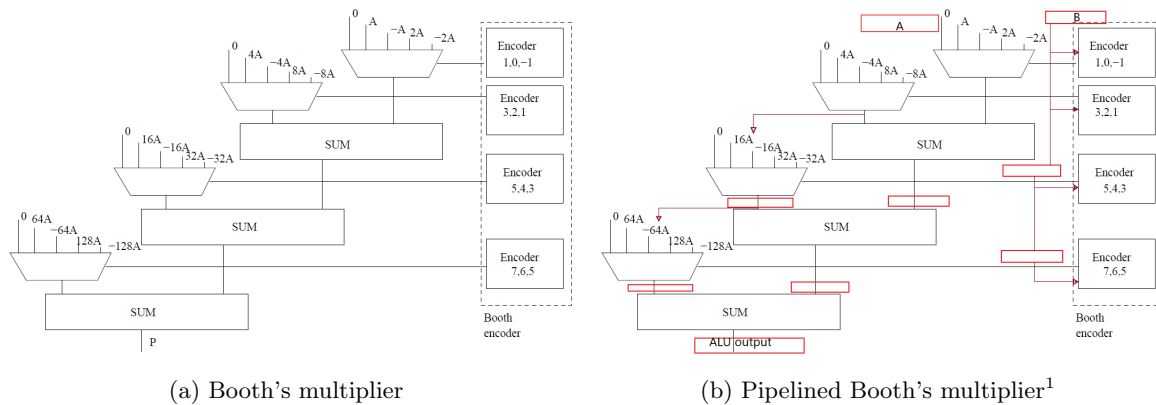 0
A
−A
2A
−2A
Encoder
1,0,−1
0
4A
−4A
8A
−8A
Encoder
3,2,1
SUM
0
16A
−16A
32A
−32A
Encoder
5,4,3
SUM
0
64A
−64A
128A
−128A
Encoder
7,6,5
SUM
Booth
encoder
P
(a) Booth's multiplier
A
B
0
A
−A
2A
−2A
Encoder
1,0,−1
0
4A
−4A
8A
−8A
Encoder
3,2,1
SUM
0
16A
−16A
32A
−32A
Encoder
5,4,3
SUM
0
64A
−64A
128A
−128A
Encoder
7,6,5
SUM
Booth
encoder
ALU output
(b) Pipelined Booth's multiplier¹